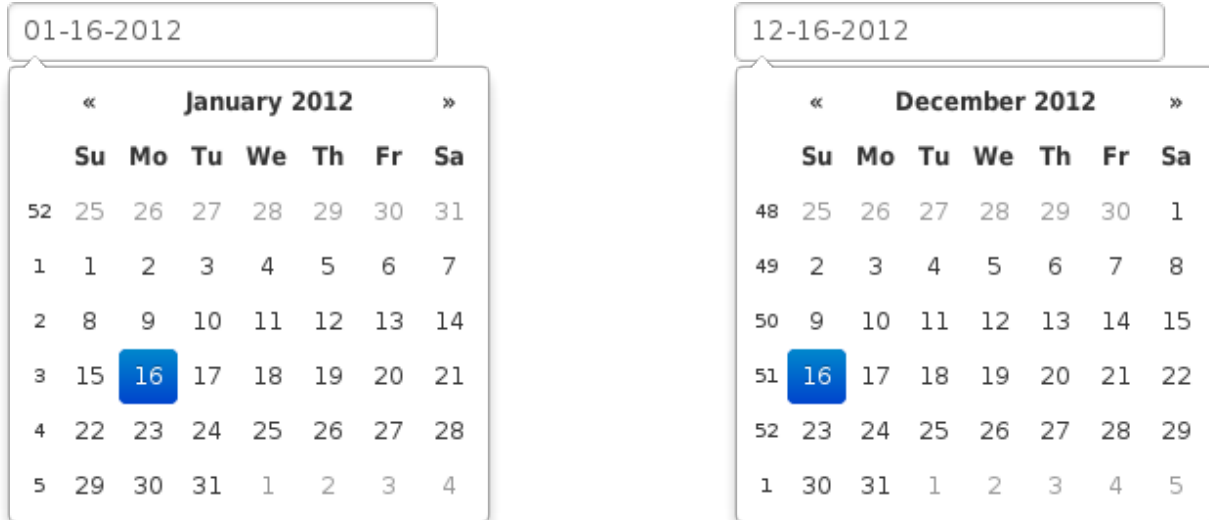 01-16-2012
« January 2012 »
Su Mo Tu We Th Fr Sa
52 25 26 27 28 29 30 31
1 1 2 3 4 5 6 7
2 8 9 10 11 12 13 14
3 15 16 17 18 19 20 21
4 22 23 24 25 26 27 28
5 29 30 31 1 2 3 4
12-16-2012
« December 2012 »
Su Mo Tu We Th Fr Sa
48 25 26 27 28 29 30 1
49 2 3 4 5 6 7 8
50 9 10 11 12 13 14 15
51 16 17 18 19 20 21 22
52 23 24 25 26 27 28 29
1 30 31 1 2 3 4 5